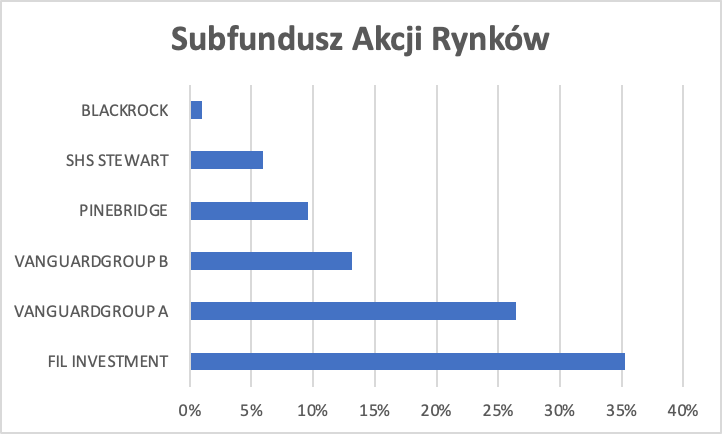 Subfundusz Akcji Rynków
BLACKROCK
SHS STEWART
PINEBRIDGE
VANGUARDGROUP B
VANGUARDGROUP A
FIL INVESTMENT
0% 5% 10% 15% 20% 25% 30% 35% 40%